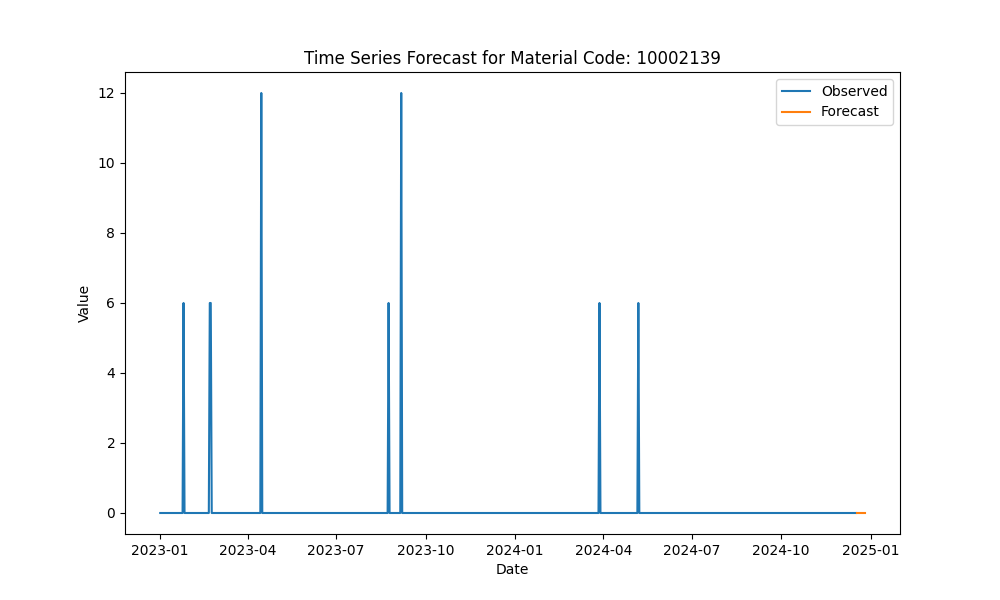 Time Series Forecast for Material Code: 10002139
Observed
Forecast
12
10
8
6
4
2
0
Value
2023-01 2023-04 2023-07 2023-10 2024-01 2024-04 2024-07 2024-10 2025-01
Date